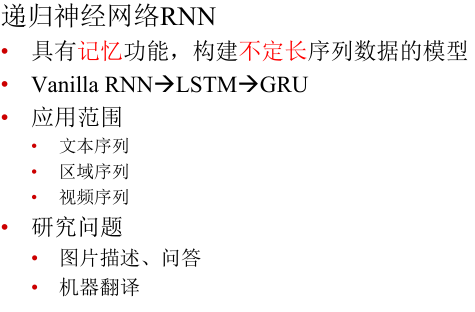 递归神经网络RNN
• 具有记忆功能，构建不定长序列数据的模型
• Vanilla RNN→LSTM→GRU
• 应用范围
• 文本序列
• 区域序列
• 视频序列
• 研究问题
• 图片描述、问答
• 机器翻译